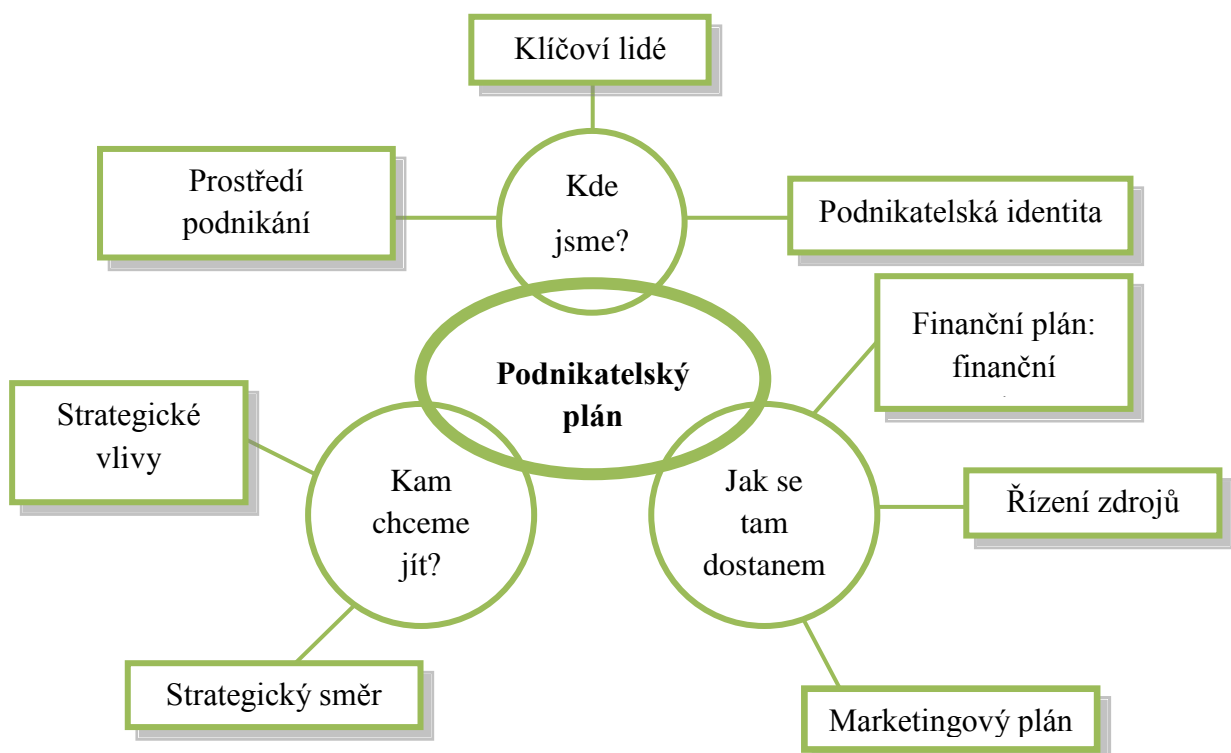 Klíčoví lidé
Prostředí
podnikání
Kde
jsme?
Podnikatelská identita
Finanční plán:
finanční
Podnikatelský
plán
Strategické
vlivy
Kam
chceme
jít?
Jak se
tam
dostanem
Řízení zdrojů
Strategický směr
Marketingový plán